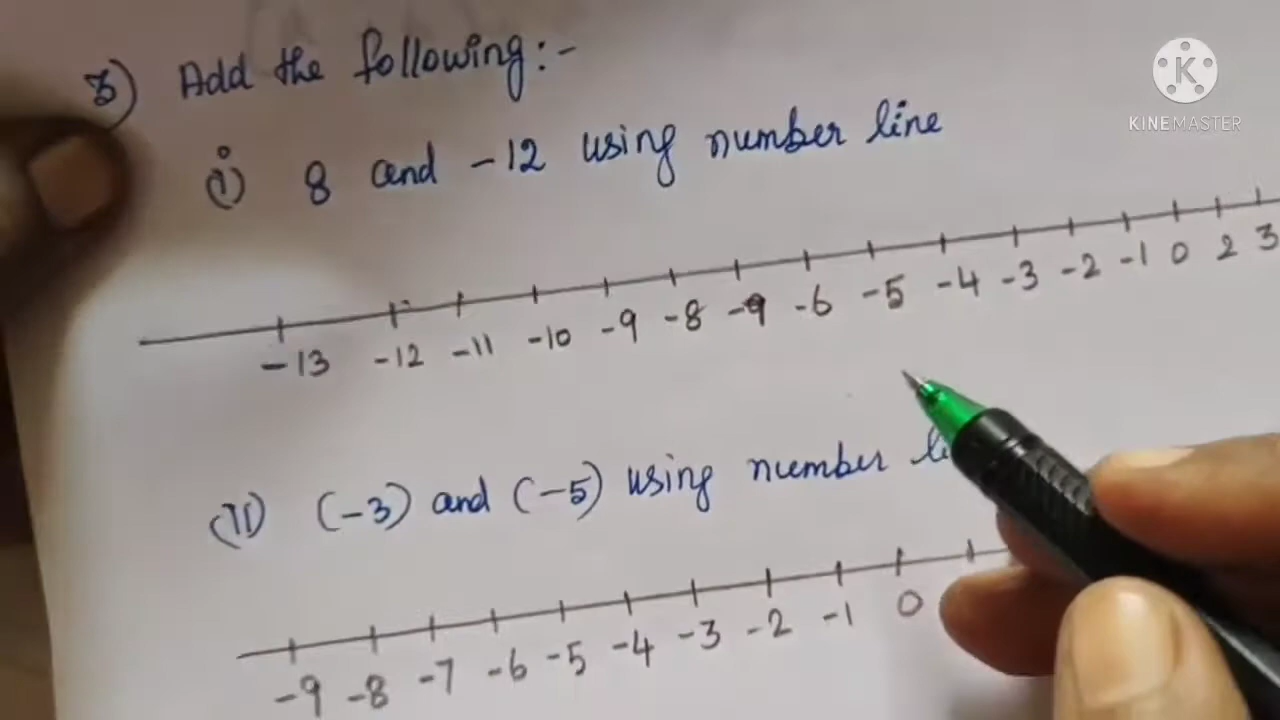 3) Add the following:-
KINEMASTER
(i) 8 and -12 using number line
-13 -12 -11 -10 -9 -8 -9 -6 -5 -4 -3 -2 -1 0 2 3
(II) (-3) and (-5) using number
-9 -8 -7 -6 -5 -4 -3 -2 -1 0